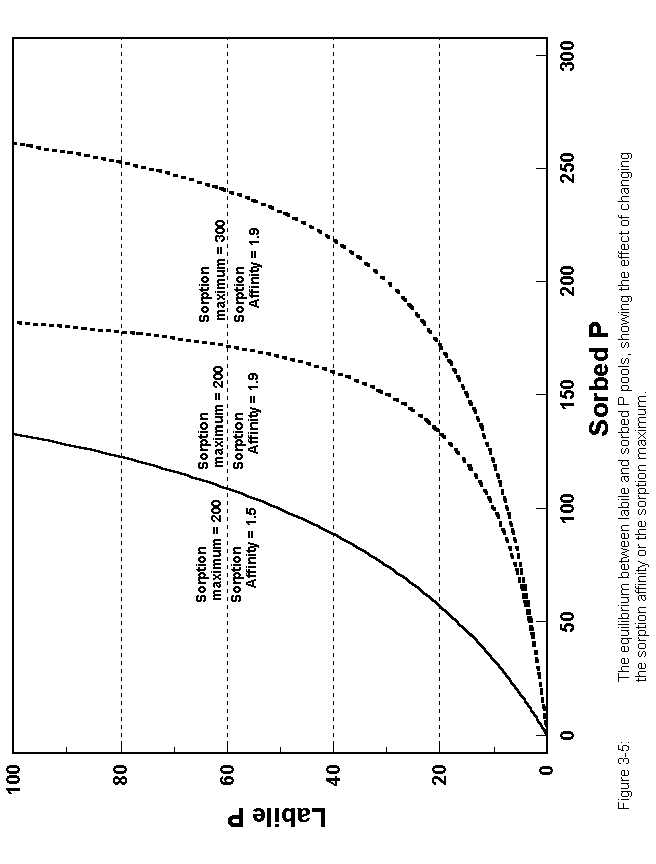 100
80
60
40
20
0
Labile P
Sorption
maximum = 200
Sorption
Affinity = 1.5
Sorption
maximum = 200
Sorption
Affinity = 1.9
Sorption
maximum = 300
Sorption
Affinity = 1.9
0
50
100
150
200
250
300
Sorbed P
Figure 3-5: The equilibrium between labile and sorbed P pools, showing the effect of changing
the sorption affinity or the sorption maximum.